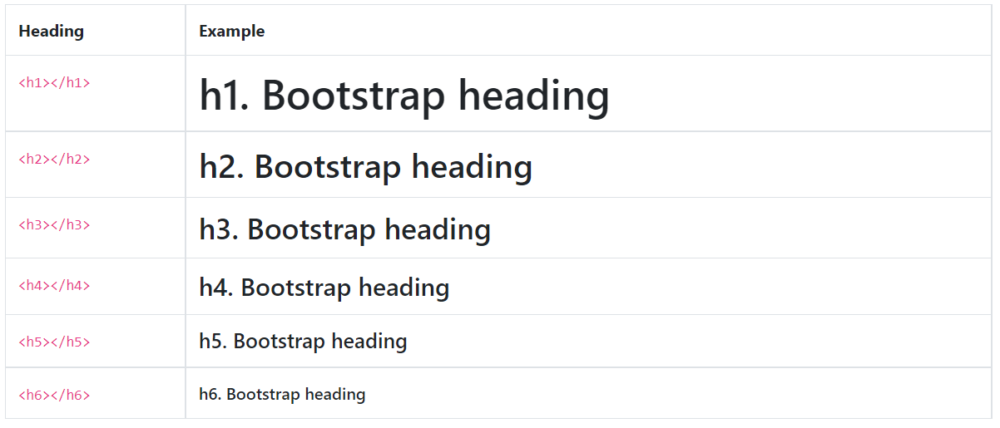 Heading Example
<h1></h1> h1. Bootstrap heading
<h2></h2> h2. Bootstrap heading
<h3></h3> h3. Bootstrap heading
<h4></h4> h4. Bootstrap heading
<h5></h5> h5. Bootstrap heading
<h6></h6> h6. Bootstrap heading